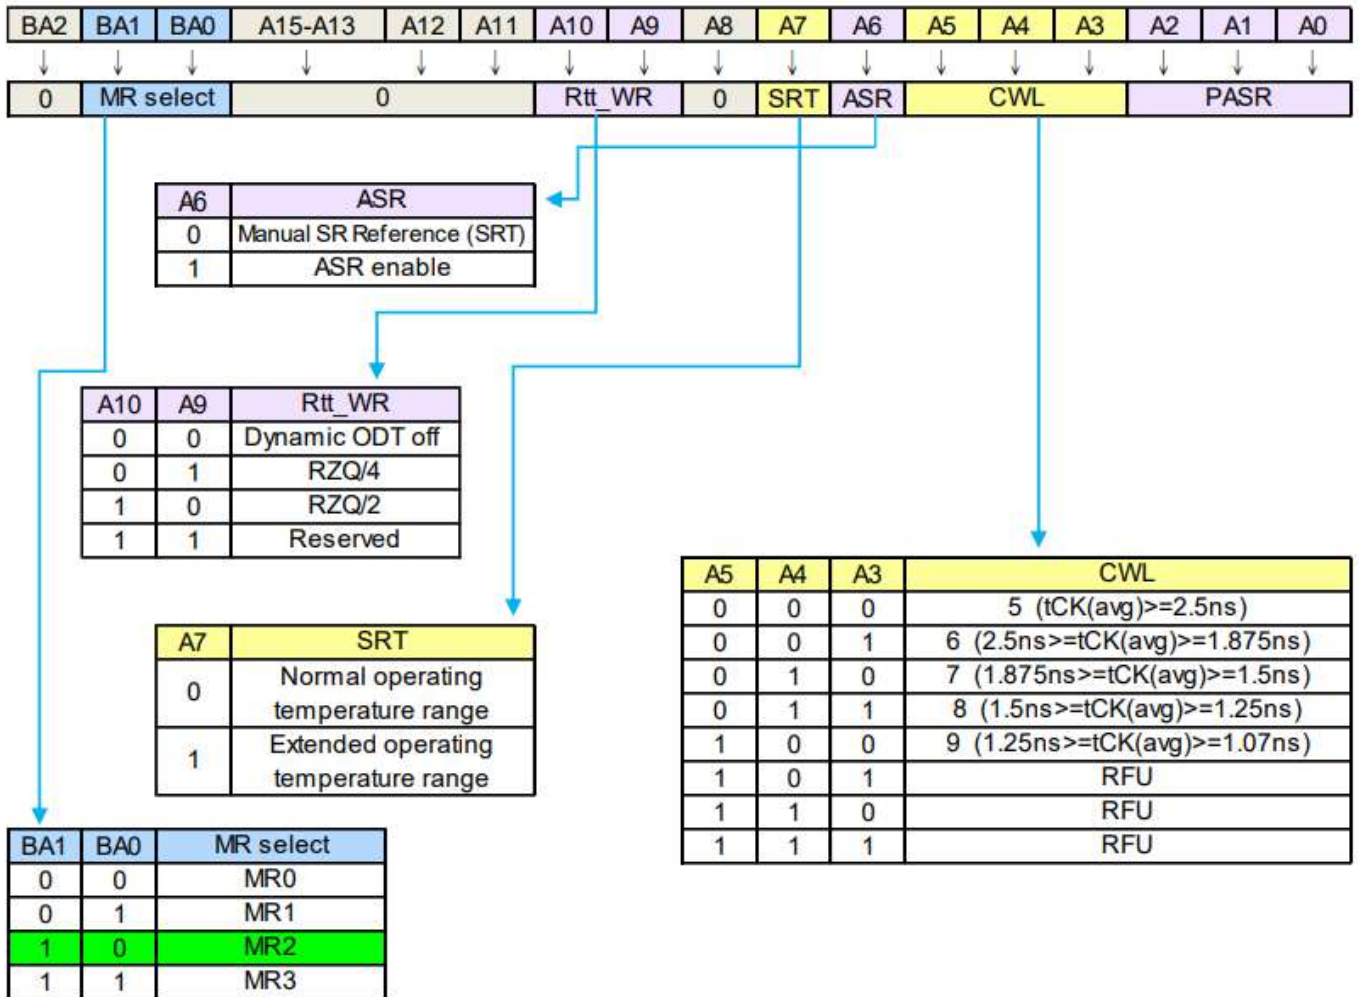 BA2 BA1 BA0 A15-A13 A12 A11 A10 A9 A8 A7 A6 A5 A4 A3 A2 A1 A0
0 MR select 0 Rtt_WR 0 SRT ASR CWL PASR
A6 ASR
0 Manual SR Reference (SRT)
1 ASR enable
A10 A9 Rtt_WR
0 0 Dynamic ODT off
0 1 RZQ/4
1 0 RZQ/2
1 1 Reserved
A7 SRT
0 Normal operating
temperature range
1 Extended operating
temperature range
A5 A4 A3 CWL
0 0 0 5 (tCK(avg)>=2.5ns)
0 0 1 6 (2.5ns>=tCK(avg)>=1.875ns)
0 1 0 7 (1.875ns>=tCK(avg)>=1.5ns)
0 1 1 8 (1.5ns>=tCK(avg)>=1.25ns)
1 0 0 9 (1.25ns>=tCK(avg)>=1.07ns)
1 0 1 RFU
1 1 0 RFU
1 1 1 RFU
BA1 BA0 MR select
0 0 MR0
0 1 MR1
1 0 MR2
1 1 MR3